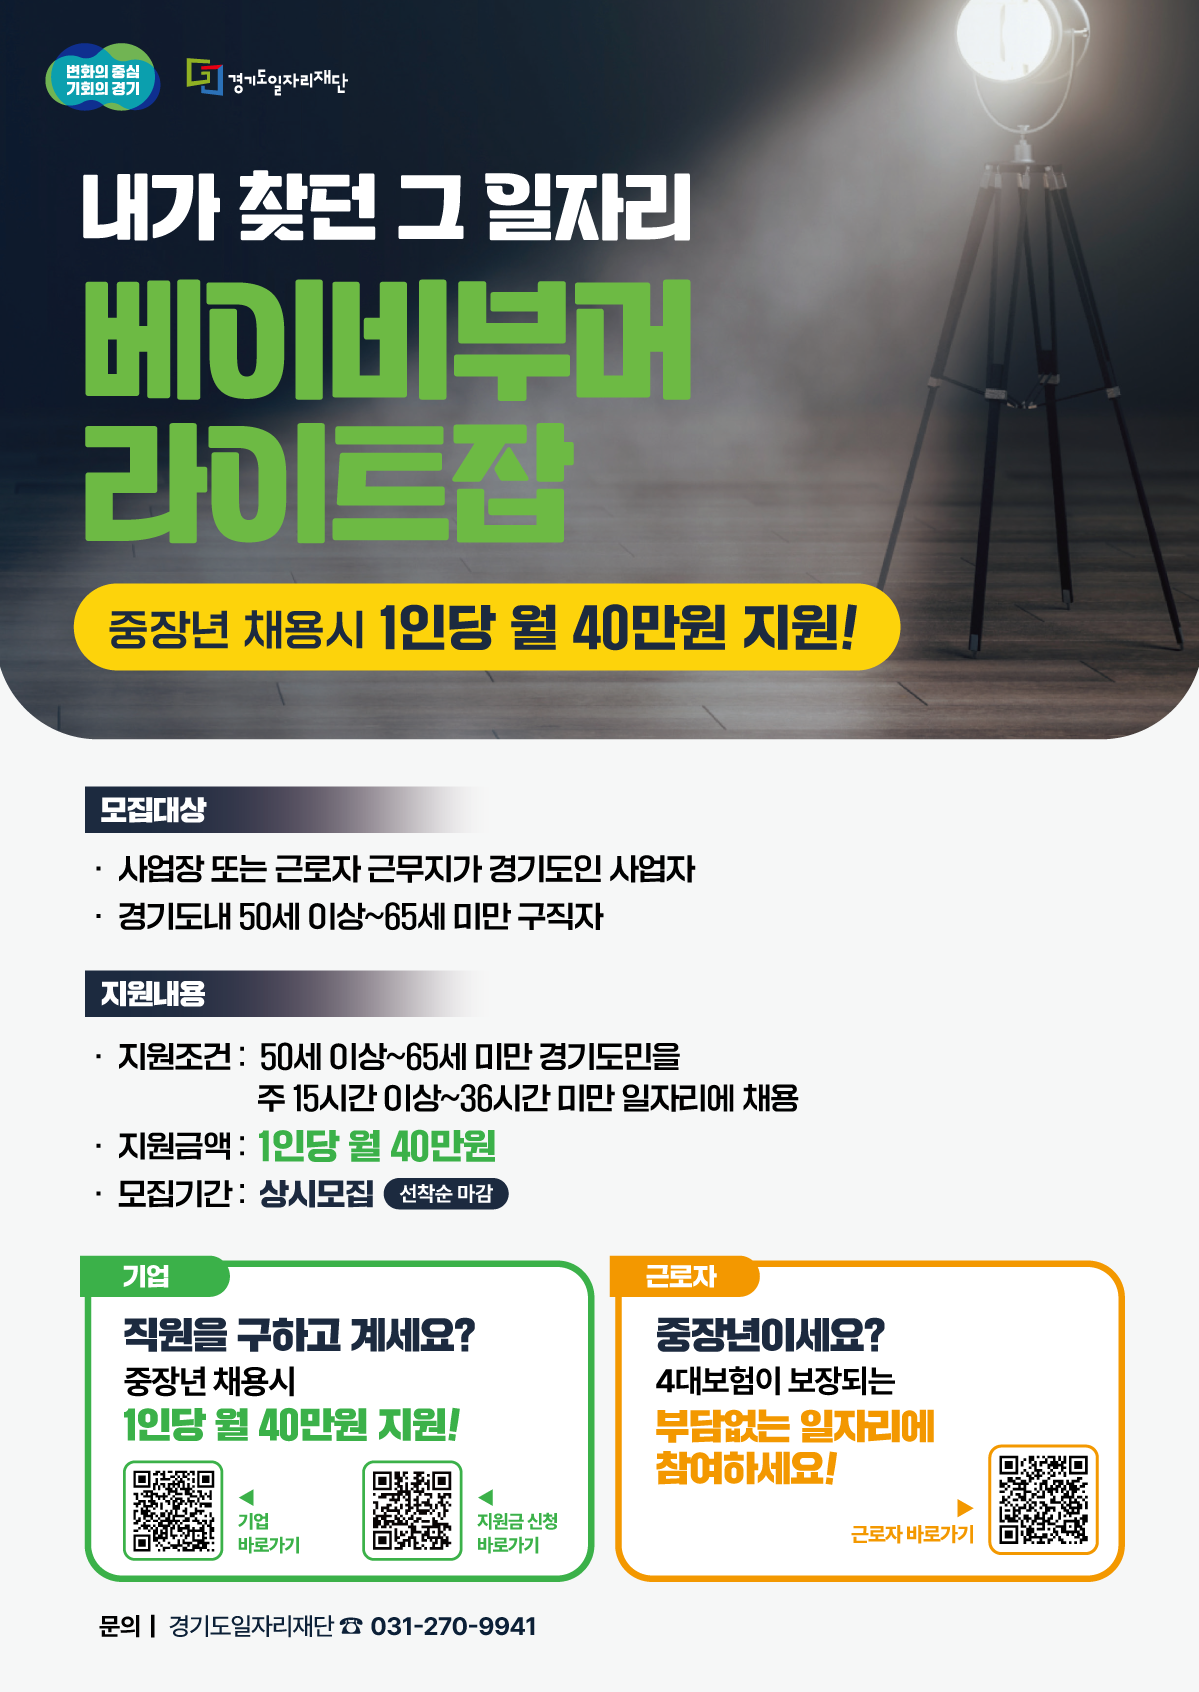 변화의 중심
기회의 경기
경기도일자리재단
내가 찾던 그 일자리
베이비부머
라이트잡
중장년 채용시 1인당 월 40만원 지원!
모집대상
· 사업장 또는 근로자 근무지가 경기도인 사업자
· 경기도내 50세 이상~65세 미만 구직자
지원내용
· 지원조건 : 50세 이상~65세 미만 경기도민을
주 15시간 이상~36시간 미만 일자리에 채용
· 지원금액 : 1인당 월 40만원
· 모집기간 : 상시모집 선착순 마감
기업
직원을 구하고 계세요?
중장년 채용시
1인당 월 40만원 지원!
◀
기업
바로가기
◀
지원금 신청
바로가기
근로자
중장년이세요?
4대보험이 보장되는
부담없는 일자리에
참여하세요!
▶
근로자 바로가기
문의 | 경기도일자리재단 ☎ 031-270-9941